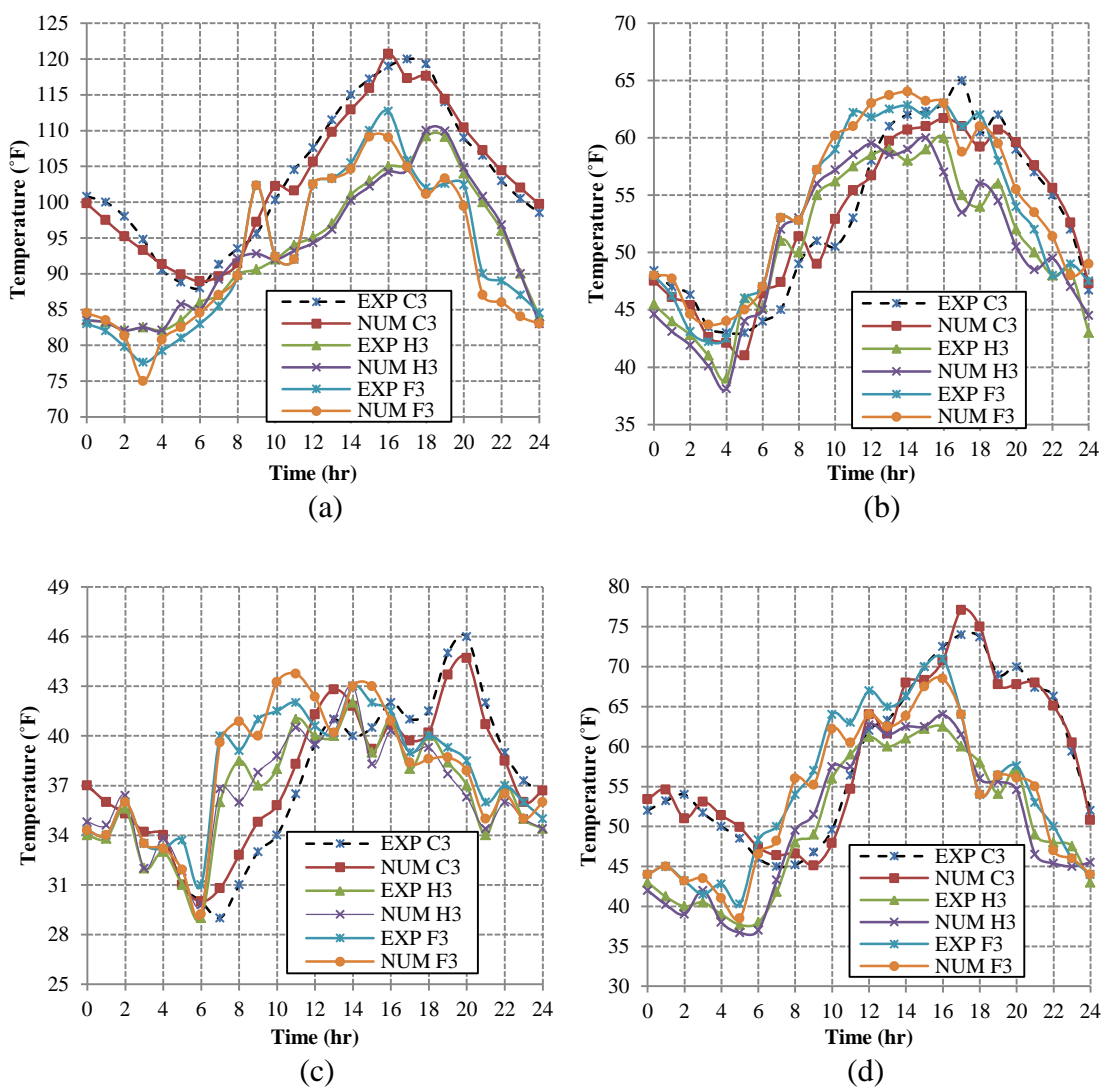 125
120
115
110
105
100
95
90
85
80
75
70
Temperature (˚F)
EXP C3
NUM C3
EXP H3
NUM H3
EXP F3
NUM F3
0 2 4 6 8 10 12 14 16 18 20 22 24
Time (hr)
(a)
70
65
60
55
50
45
40
35
Temperature (°F)
EXP C3
NUM C3
EXP H3
NUM H3
EXP F3
NUM F3
0 2 4 6 8 10 12 14 16 18 20 22 24
Time (hr)
(b)
49
46
43
40
37
34
31
28
25
Temperature (°F)
EXP C3
NUM C3
EXP H3
NUM H3
EXP F3
NUM F3
0 2 4 6 8 10 12 14 16 18 20 22 24
Time (hr)
(c)
80
75
70
65
60
55
50
45
40
35
30
Temperature (°F)
EXP C3
NUM C3
EXP H3
NUM H3
EXP F3
NUM F3
0 2 4 6 8 10 12 14 16 18 20 22 24
Time (hr)
(d)